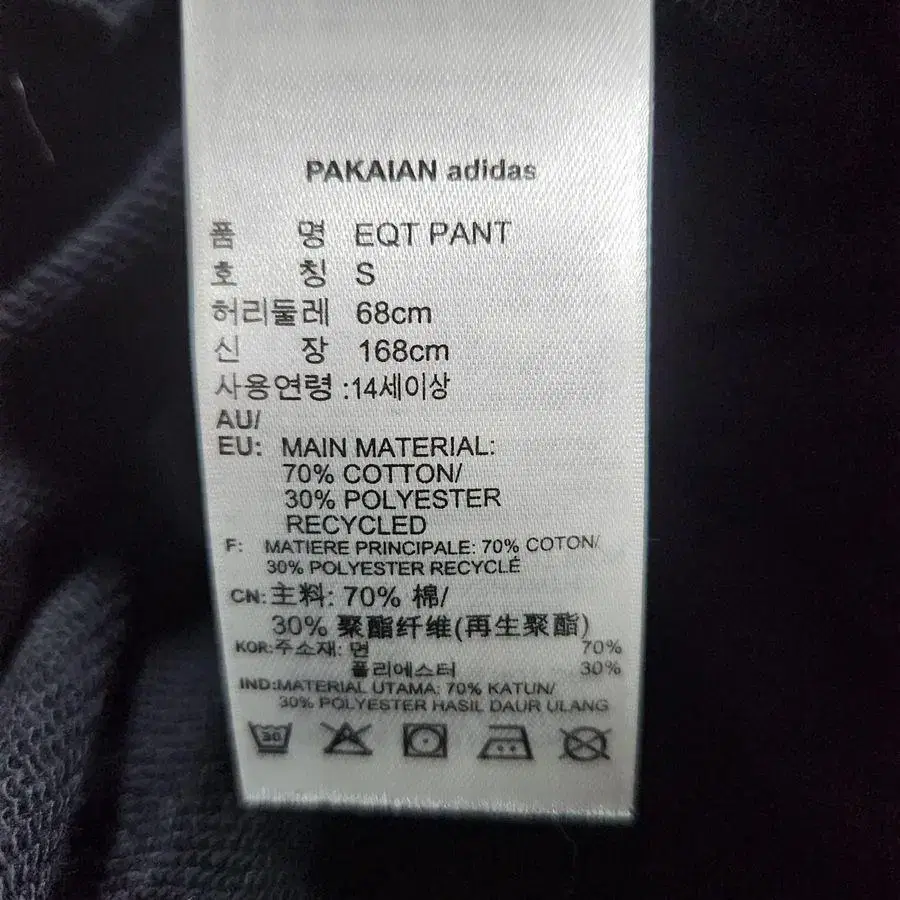 PAKAIAN adidas
품 명 EQT PANT
호 칭 S
허리둘레 68cm
신 장 168cm
사용연령 :14세이상
AU/
EU: MAIN MATERIAL:
70% COTTON/
30% POLYESTER
RECYCLED
F: MATIERE PRINCIPALE: 70% COTON/
30% POLYESTER RECYCLÉ
CN:主料: 70% 棉/
30% 聚酯纤维(再生聚酯)
KOR:주소재: 면 70%
폴리에스터 30%
IND:MATERIAL UTAMA: 70% KATUN/
30% POLYESTER HASIL DAUR ULANG
30